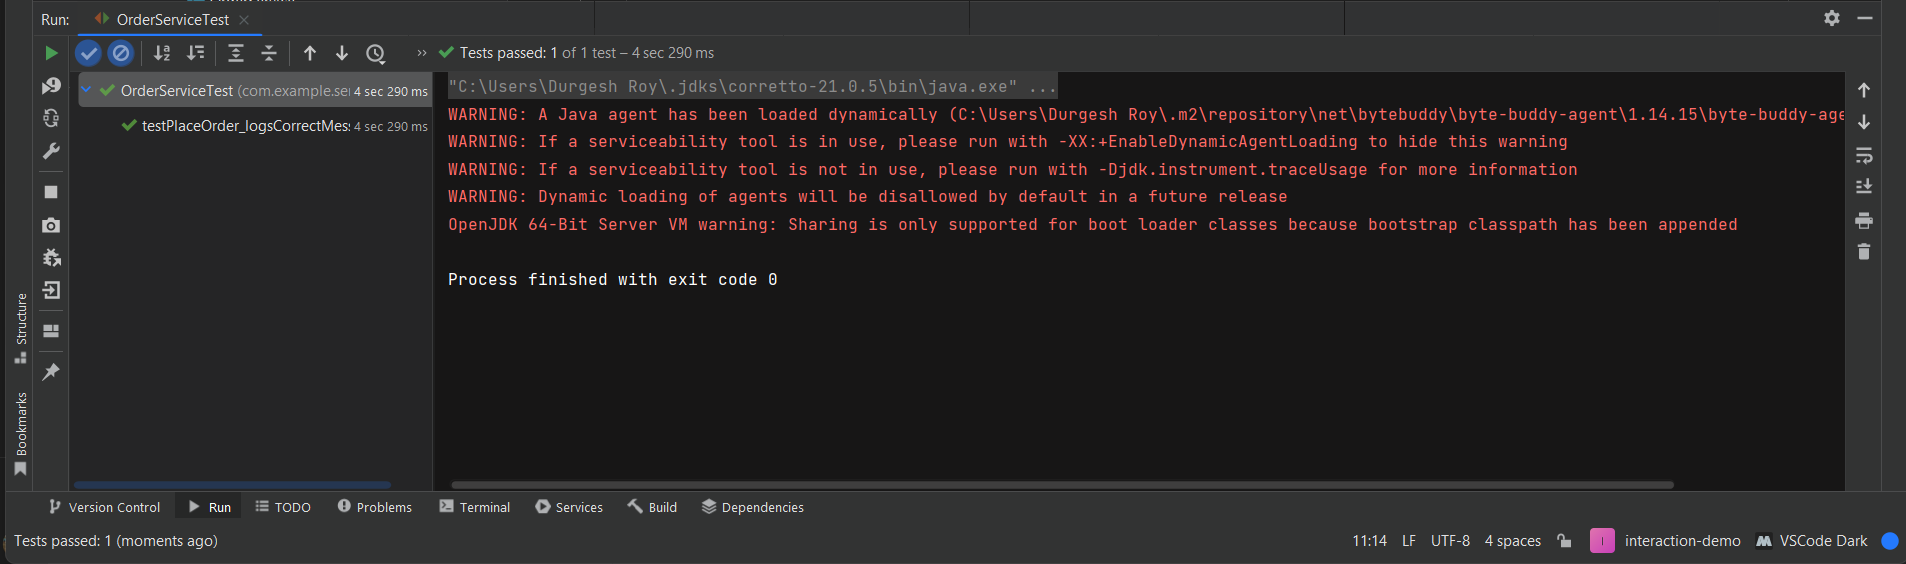 Run: OrderServiceTest
Tests passed: 1 of 1 test – 4 sec 290 ms
OrderServiceTest (com.example.ser 4 sec 290 ms
testPlaceOrder_logsCorrectMes 4 sec 290 ms
"C:\Users\Durgesh Roy\.jdks\corretto-21.0.5\bin\java.exe" ...
WARNING: A Java agent has been loaded dynamically (C:\Users\Durgesh Roy\.m2\repository\net\bytebuddy\byte-buddy-agent\1.14.15\byte-buddy-age
WARNING: If a serviceability tool is in use, please run with -XX:+EnableDynamicAgentLoading to hide this warning
WARNING: If a serviceability tool is not in use, please run with -Djdk.instrument.traceUsage for more information
WARNING: Dynamic loading of agents will be disallowed by default in a future release
OpenJDK 64-Bit Server VM warning: Sharing is only supported for boot loader classes because bootstrap classpath has been appended
Process finished with exit code 0
Structure
Bookmarks
Version Control Run TODO Problems Terminal Services Build Dependencies
Tests passed: 1 (moments ago)
11:14 LF UTF-8 4 spaces I interaction-demo VSCode Dark